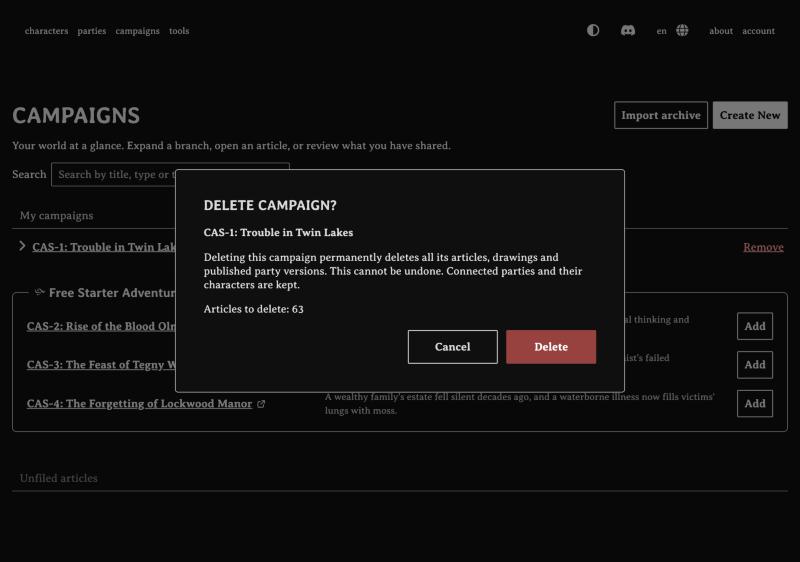 characters parties campaigns tools en about account
CAMPAIGNS
Import archive Create New
Your world at a glance. Expand a branch, open an article, or review what you have shared.
Search Search by title, type or
My campaigns
DELETE CAMPAIGN?
CAS-1: Trouble in Twin Lakes
Deleting this campaign permanently deletes all its articles, drawings and
published party versions. This cannot be undone. Connected parties and their
characters are kept.
Articles to delete: 63
Cancel Delete
CAS-1: Trouble in Twin Remove
Free Starter
CAS-2: Rise of the Blood thinking and
Add
CAS-3: The Feast of Tegny failed
Add
CAS-4: The Forgetting of Lockwood Manor
A wealthy family's estate fell silent decades ago, and a waterborne illness now fills victims'
lungs with moss.
Add
Unfiled articles